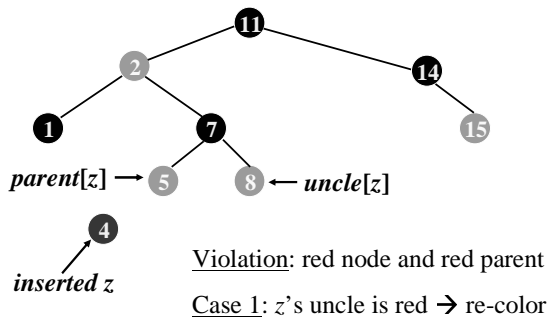 11
2
14
1
7
15
parent[z]
5
8
uncle[z]
4
inserted z
Violation: red node and red parent
Case 1: z's uncle is red → re-color